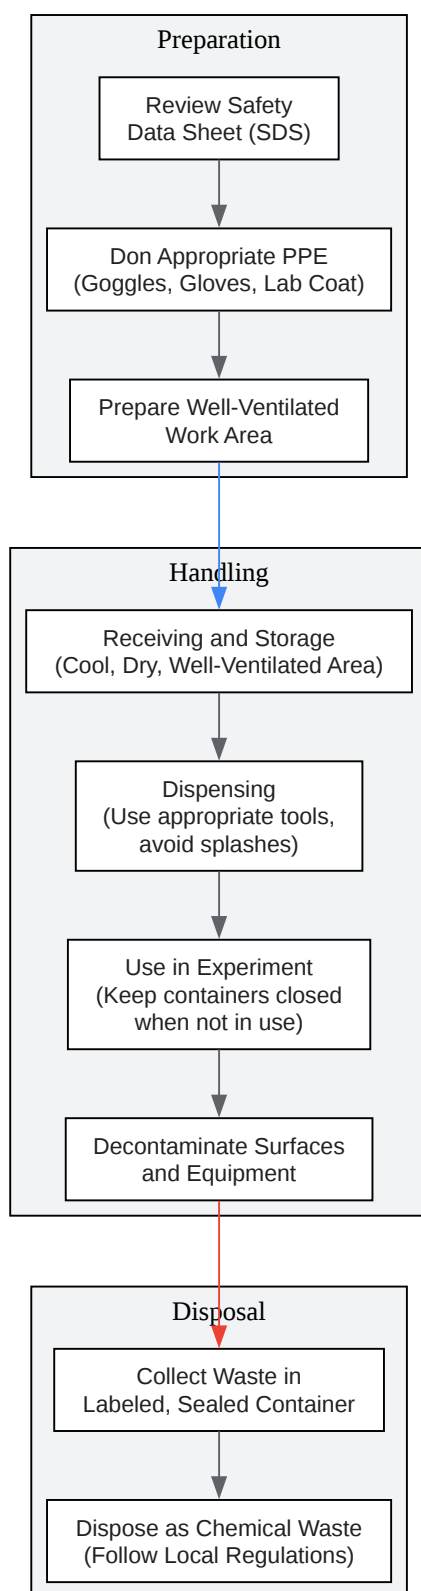 Preparation
Review Safety
Data Sheet (SDS)
Don Appropriate PPE
(Goggles, Gloves, Lab Coat)
Prepare Well-Ventilated
Work Area
Handling
Receiving and Storage
(Cool, Dry, Well-Ventilated Area)
Dispensing
(Use appropriate tools,
avoid splashes)
Use in Experiment
(Keep containers closed
when not in use)
Decontaminate Surfaces
and Equipment
Disposal
Collect Waste in
Labeled, Sealed Container
Dispose as Chemical Waste
(Follow Local Regulations)